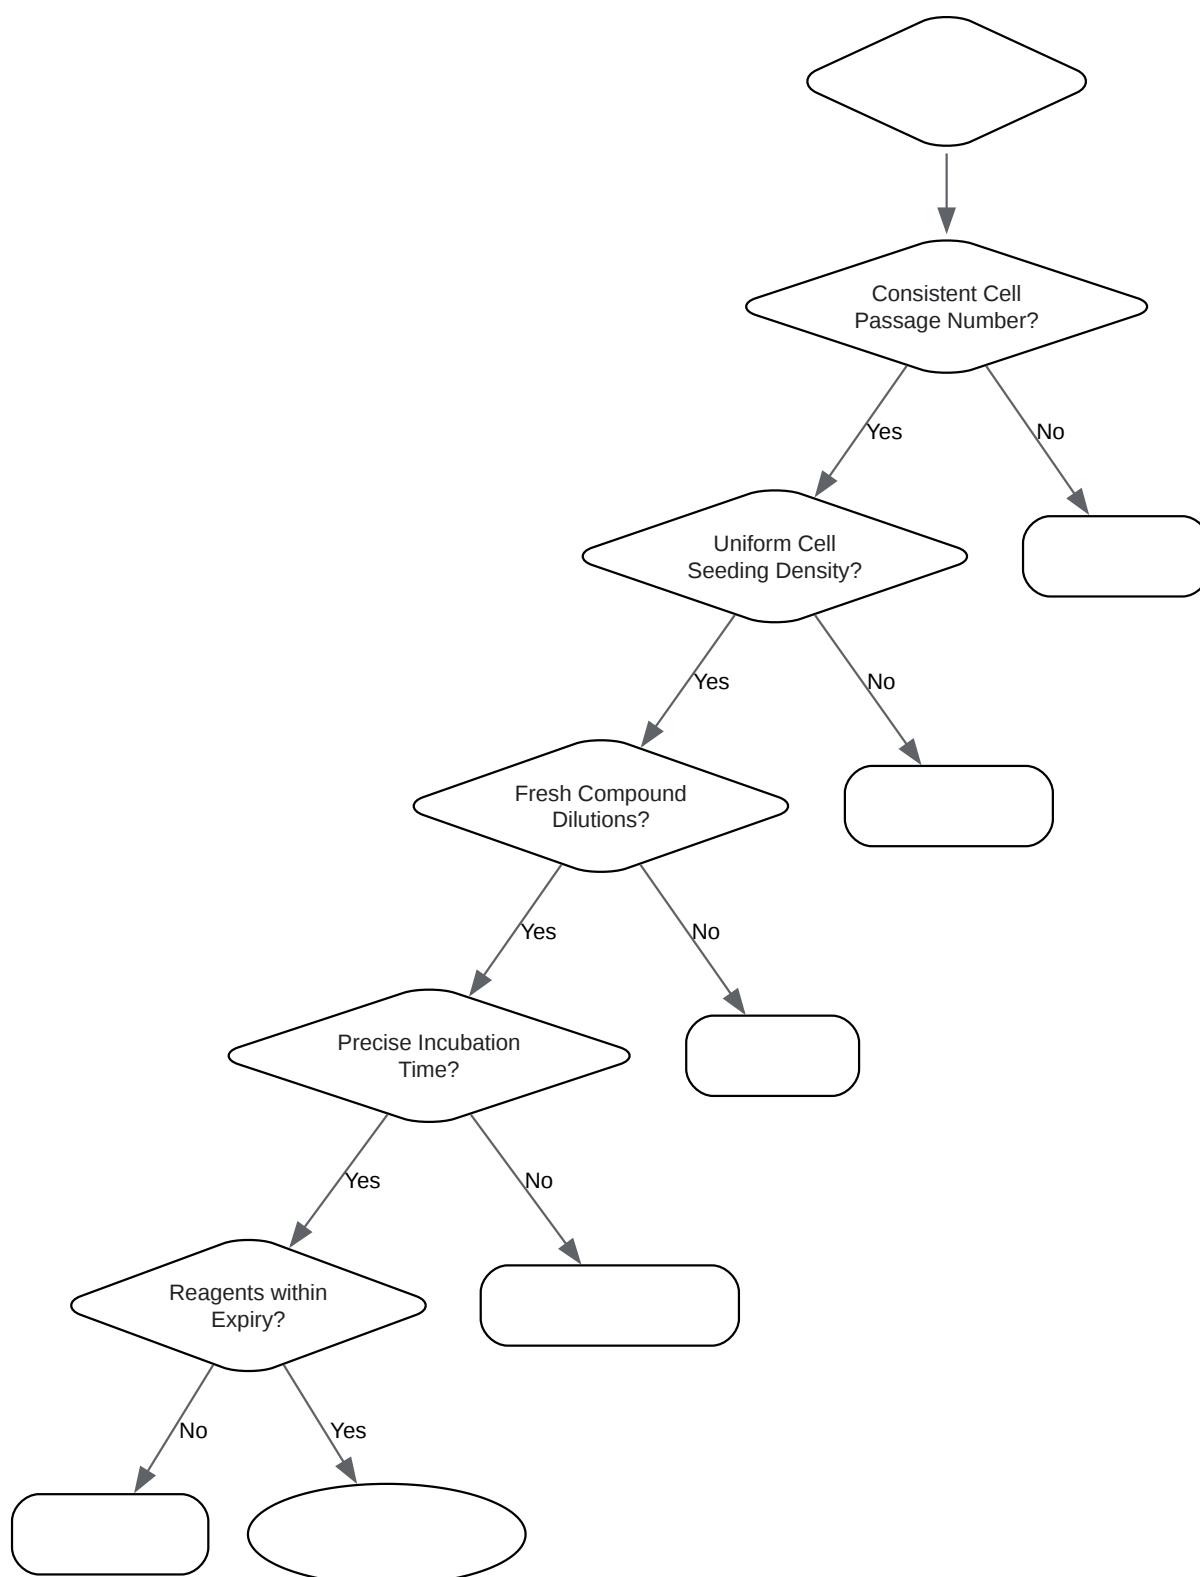 Consistent Cell
Passage Number?
Yes
No
Uniform Cell
Seeding Density?
Yes
No
Fresh Compound
Dilutions?
Yes
No
Precise Incubation
Time?
Yes
No
Reagents within
Expiry?
No
Yes